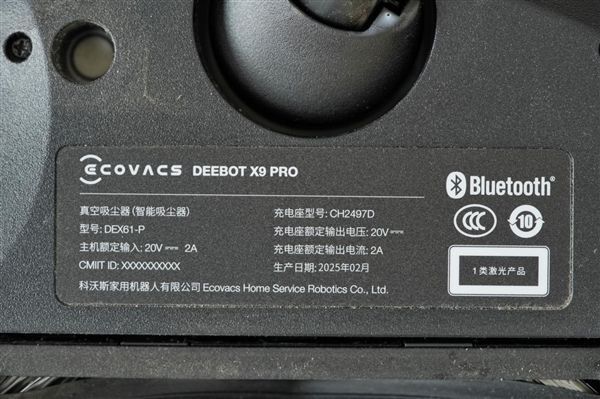 ECOVACS DEEBOT X9 PRO
真空吸尘器(智能吸尘器)
型号: DEX61-P
主机额定输入: 20V ⎓ 2A
CMIIT ID: XXXXXXXXXX
科沃斯家用机器人有限公司 Ecovacs Home Service Robotics Co., Ltd.
充电座型号: CH2497D
充电座额定输出电压: 20V ⎓
充电座额定输出电流: 2A
生产日期: 2025年02月
Bluetooth®
CCC
10
1类激光产品